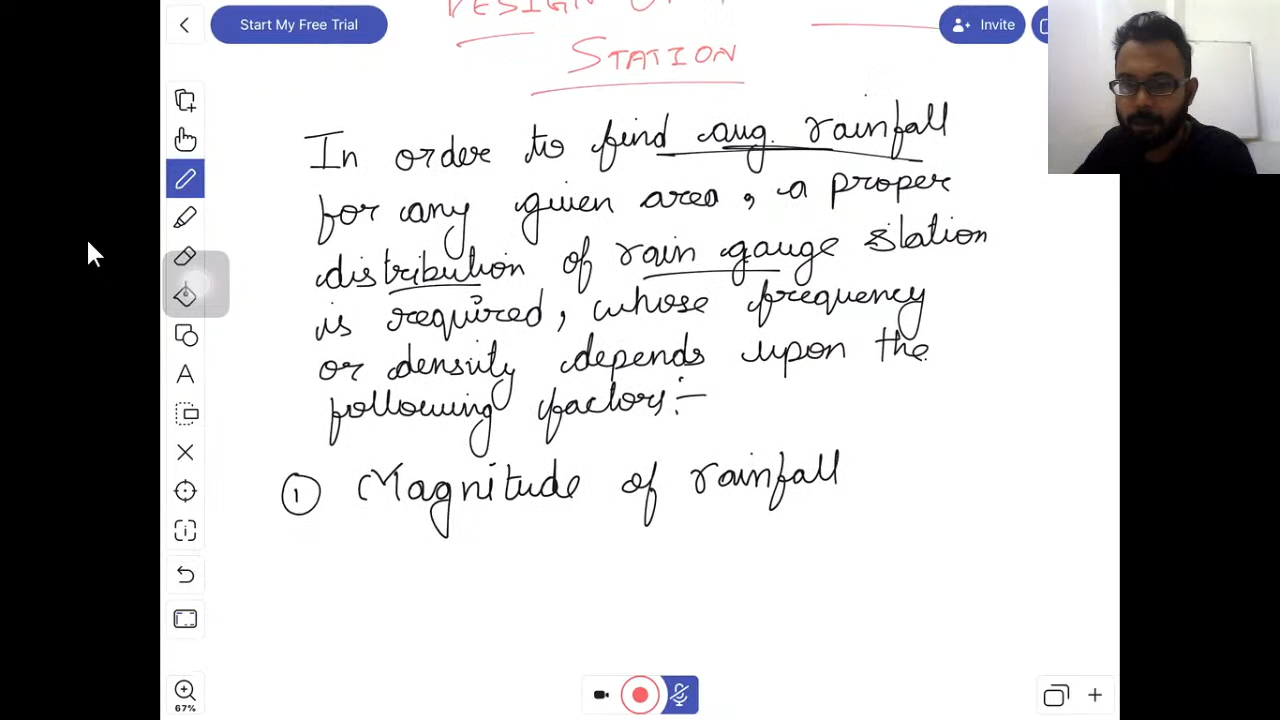 Start My Free Trial
Invite
DESIGN
STATION
In order to find avg. rainfall
for any given area, a proper
distribution of rain gauge station
is required, whose frequency
or density depends upon the
following factors:-
① Magnitude of rainfall
A
67%